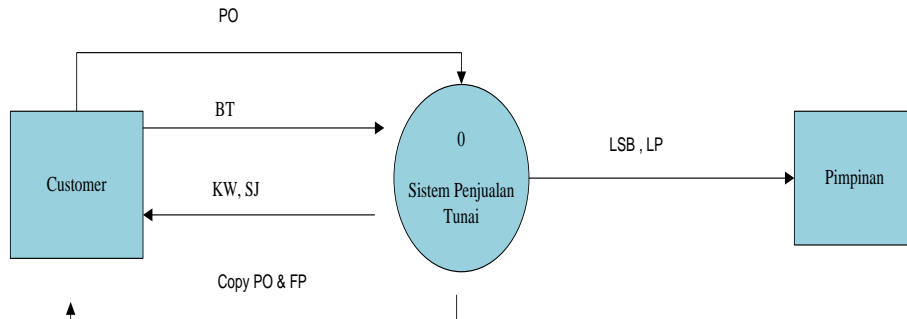 PO
BT
0
LSB , LP
Customer
KW, SJ
Sistem Penjualan
Tunai
Pimpinan
Copy PO & FP